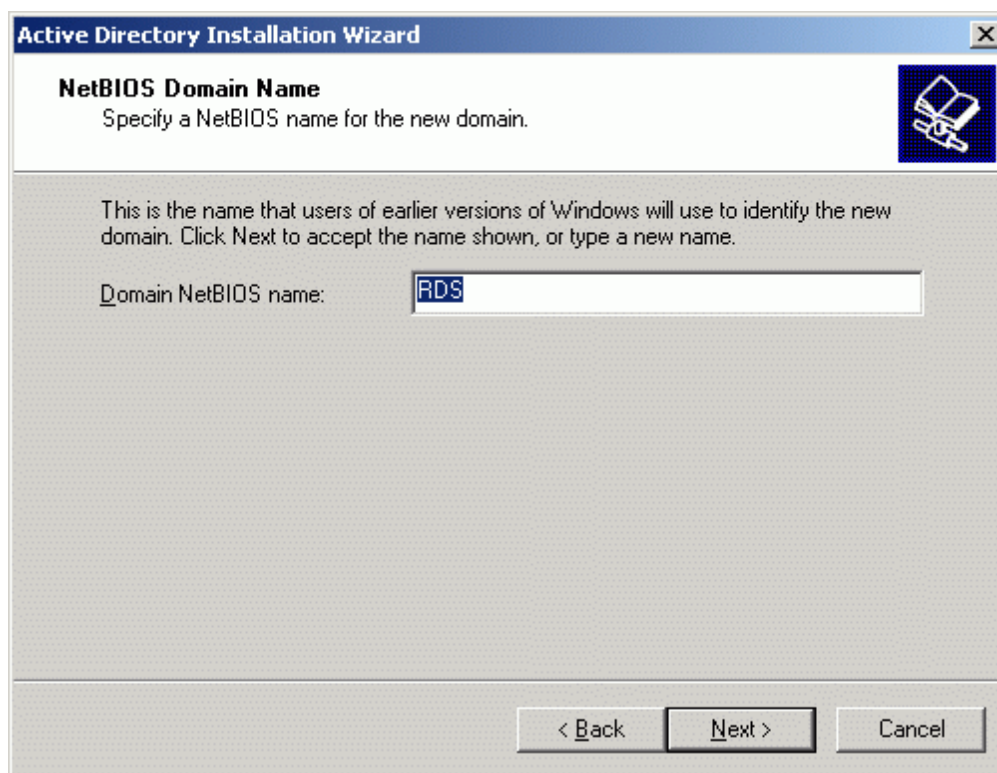 Active Directory Installation Wizard
NetBIOS Domain Name
Specify a NetBIOS name for the new domain.
This is the name that users of earlier versions of Windows will use to identify the new
domain. Click Next to accept the name shown, or type a new name.
Domain NetBIOS name:
RDS
< Back
Next >
Cancel